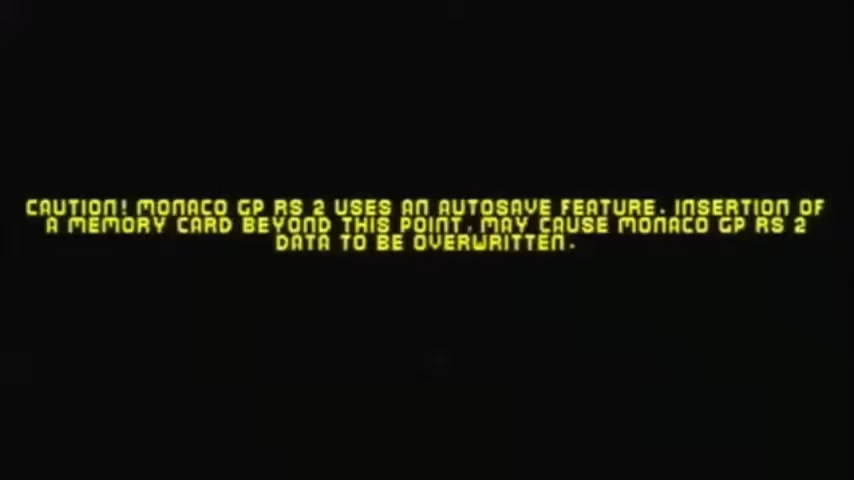 CAUTION! MONACO GP RS 2 USES AN AUTOSAVE FEATURE. INSERTION OF
A MEMORY CARD BEYOND THIS POINT, MAY CAUSE MONACO GP RS 2
DATA TO BE OVERWRITTEN.